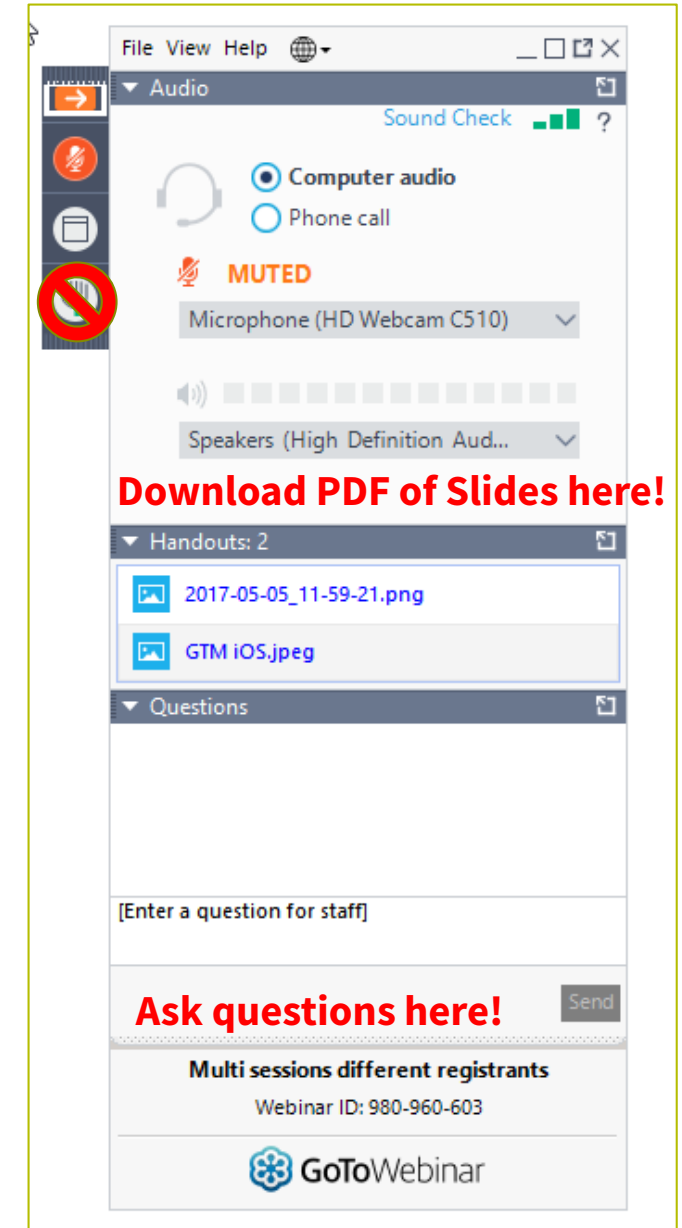 File View Help
Audio
Sound Check ?
Computer audio
Phone call
MUTED
Microphone (HD Webcam C510)
Speakers (High Definition Aud...
Download PDF of Slides here!
Handouts: 2
2017-05-05_11-59-21.png
GTM iOS.jpeg
Questions
[Enter a question for staff]
Ask questions here!
Send
Multi sessions different registrants
Webinar ID: 980-960-603
GoToWebinar